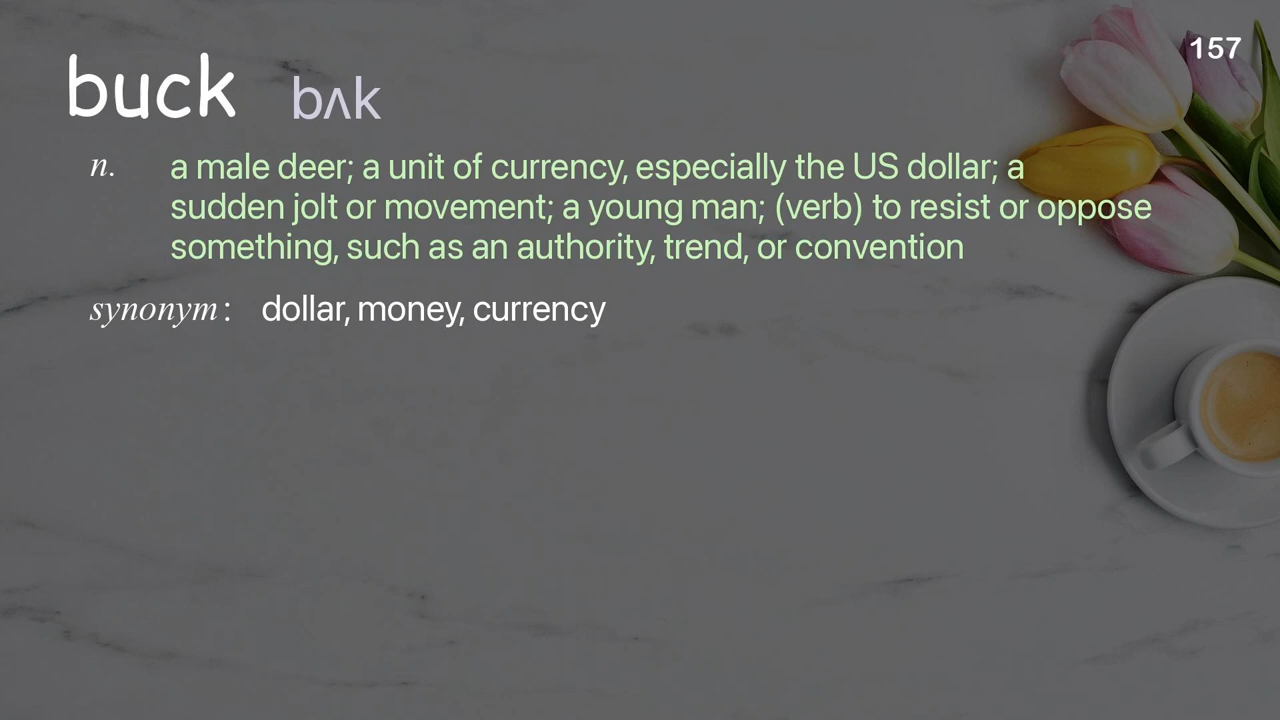 157
buck bʌk
n. a male deer; a unit of currency, especially the US dollar; a
sudden jolt or movement; a young man; (verb) to resist or oppose
something, such as an authority, trend, or convention
synonym: dollar, money, currency